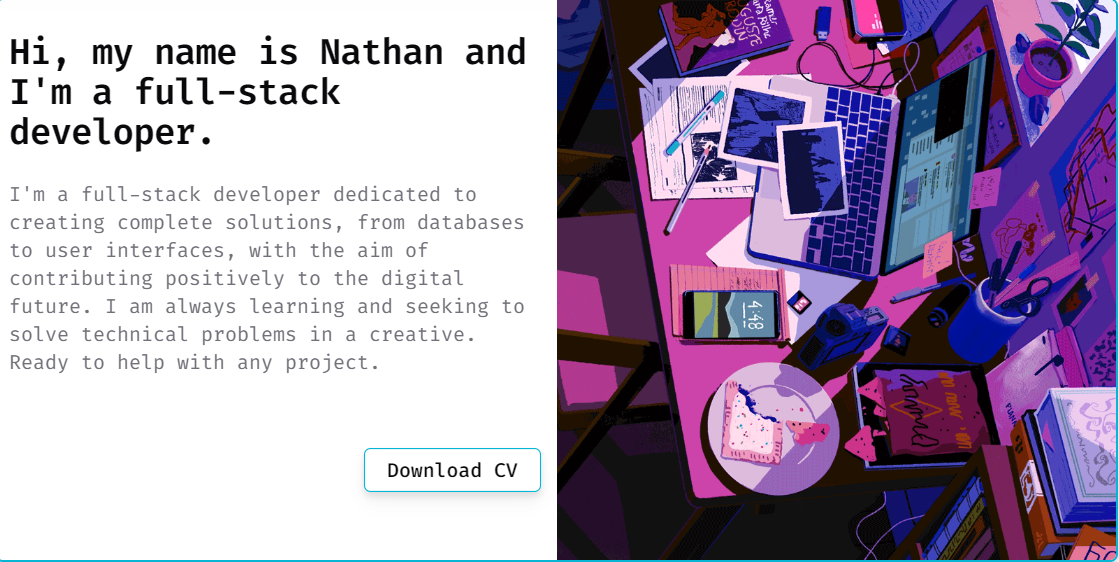 Hi, my name is Nathan and
I'm a full-stack
developer.
I'm a full-stack developer dedicated to
creating complete solutions, from databases
to user interfaces, with the aim of
contributing positively to the digital
future. I am always learning and seeking to
solve technical problems in a creative.
Ready to help with any project.
Download CV
4:48